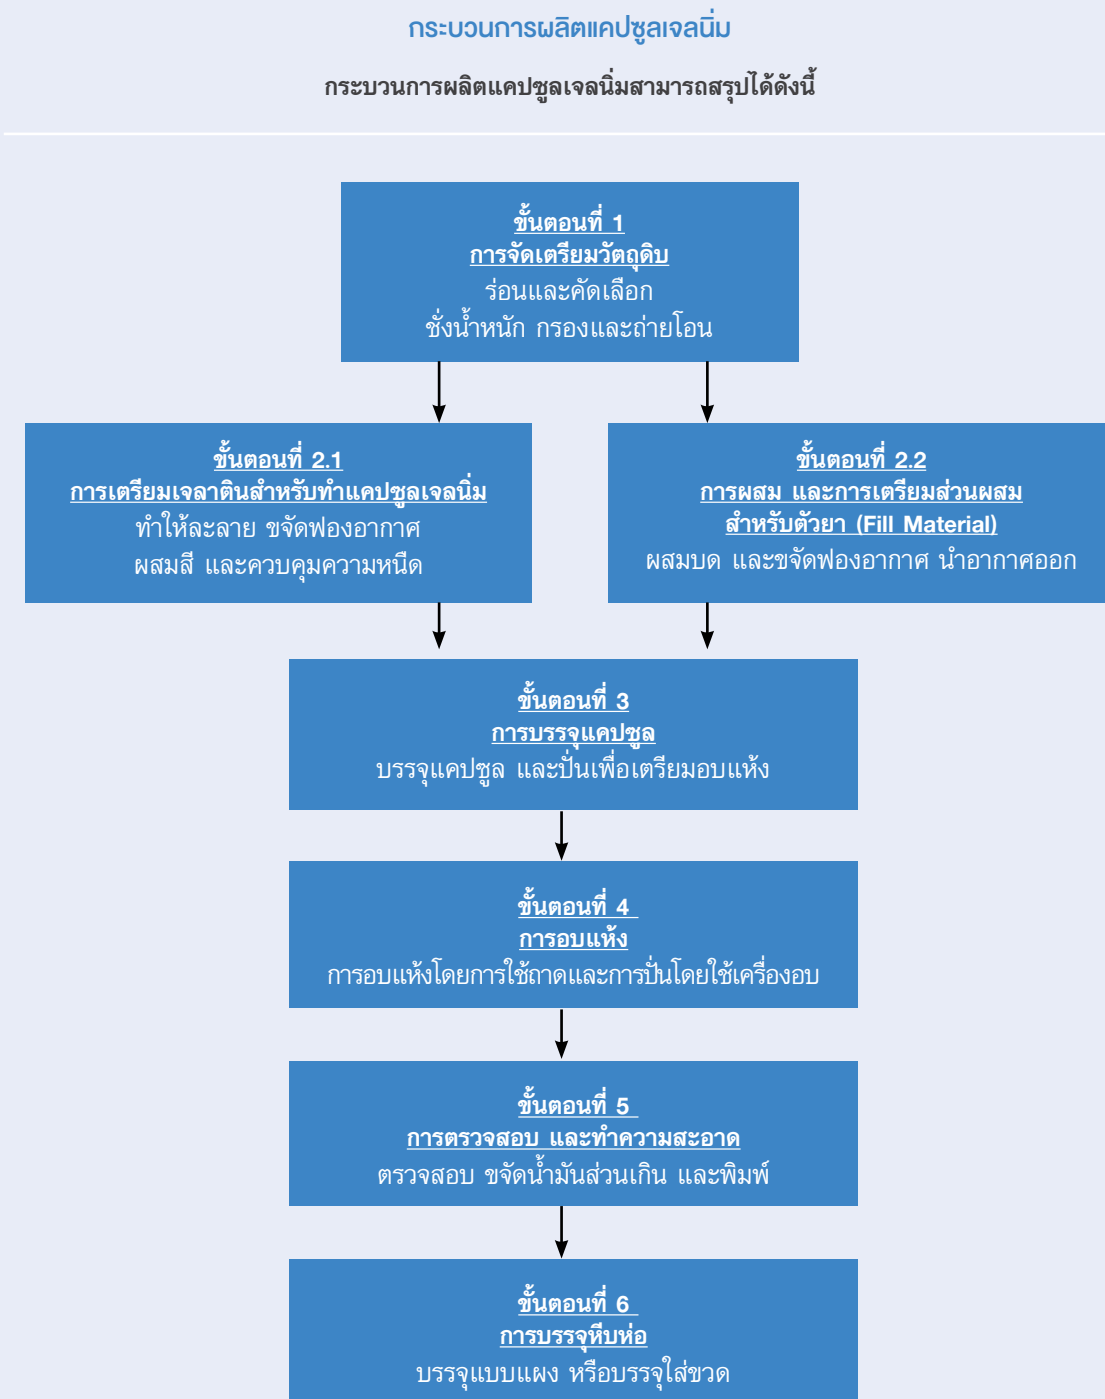 กระบวนการผลิตแคปซูลเจลนิ่ม
กระบวนการผลิตแคปซูลเจลนิ่มสามารถสรุปได้ดังนี้
ขั้นตอนที่ 1
การจัดเตรียมวัตถุดิบ
ร่อนและคัดเลือก
ชั่งน้ำหนัก กรองและถ่ายโอน
ขั้นตอนที่ 2.1
การเตรียมเจลาตินสำหรับทำแคปซูลเจลนิ่ม
ทำให้ละลาย ขจัดฟองอากาศ
ผสมสี และควบคุมความหนืด
ขั้นตอนที่ 2.2
การผสม และการเตรียมส่วนผสม
สำหรับตัวยา (Fill Material)
ผสมบด และขจัดฟองอากาศ นำอากาศออก
ขั้นตอนที่ 3
การบรรจุแคปซูล
บรรจุแคปซูล และปั่นเพื่อเตรียมอบแห้ง
ขั้นตอนที่ 4
การอบแห้ง
การอบแห้งโดยการใช้ถาดและการปั่นโดยใช้เครื่องอบ
ขั้นตอนที่ 5
การตรวจสอบ และทำความสะอาด
ตรวจสอบ ขจัดน้ำมันส่วนเกิน และพิมพ์
ขั้นตอนที่ 6
การบรรจุหีบห่อ
บรรจุแบบแผง หรือบรรจุใส่ขวด